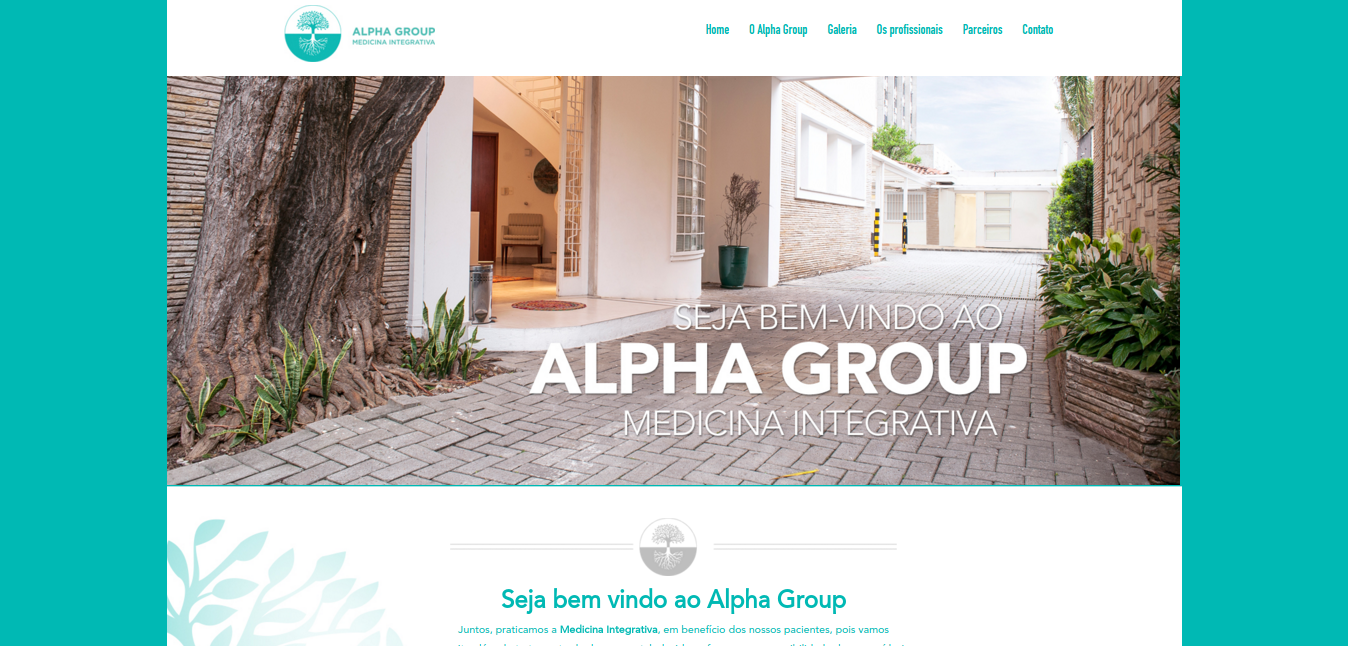 ALPHA GROUP
MEDICINA INTEGRATIVA
Home O Alpha Group Galeria Os profissionais Parceiros Contato
SEJA BEM-VINDO AO
ALPHA GROUP
MEDICINA INTEGRATIVA
Seja bem vindo ao Alpha Group
Juntos, praticamos a Medicina Integrativa, em benefício dos nossos pacientes, pois vamos